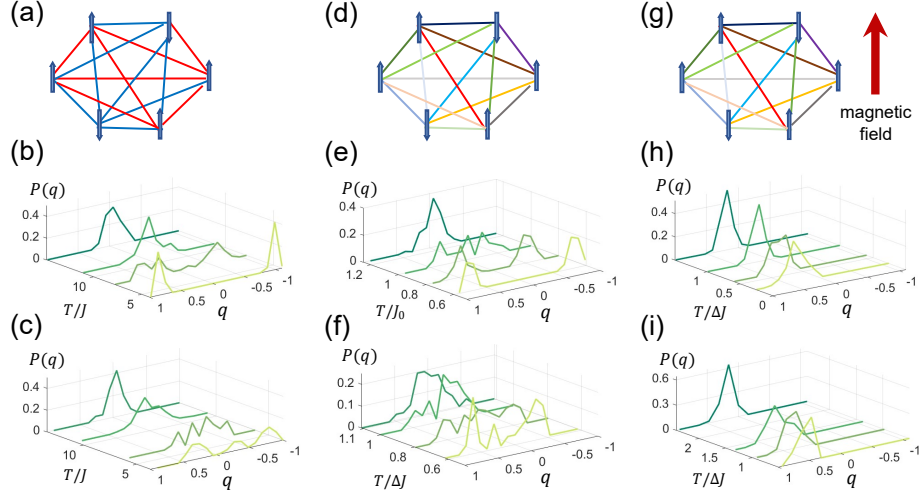 (a) (d) (g)
magnetic
field
(b) (e) (h)
P(q) P(q) P(q)
0.4 0.4 0.4
0.2 0.2 0.2
0 0 0
10 5 1.2 1 0.8 0.6 1 0.5 0
T/J T/J₀ T/ΔJ
1 0.5 0 -0.5 -1 1 0.5 0 -0.5 -1 1 0.5 0 -0.5 -1
q q q
(c) (f) (i)
P(q) P(q) P(q)
0.4 0.2 0.6
0.2 0.1 0.3
0 0 0
10 5 1.1 1 0.8 0.6 2 1.5 1
T/J T/ΔJ T/ΔJ
1 0.5 0 -0.5 -1 1 0.5 0 -0.5 -1 1 0.5 0 -0.5 -1
q q q